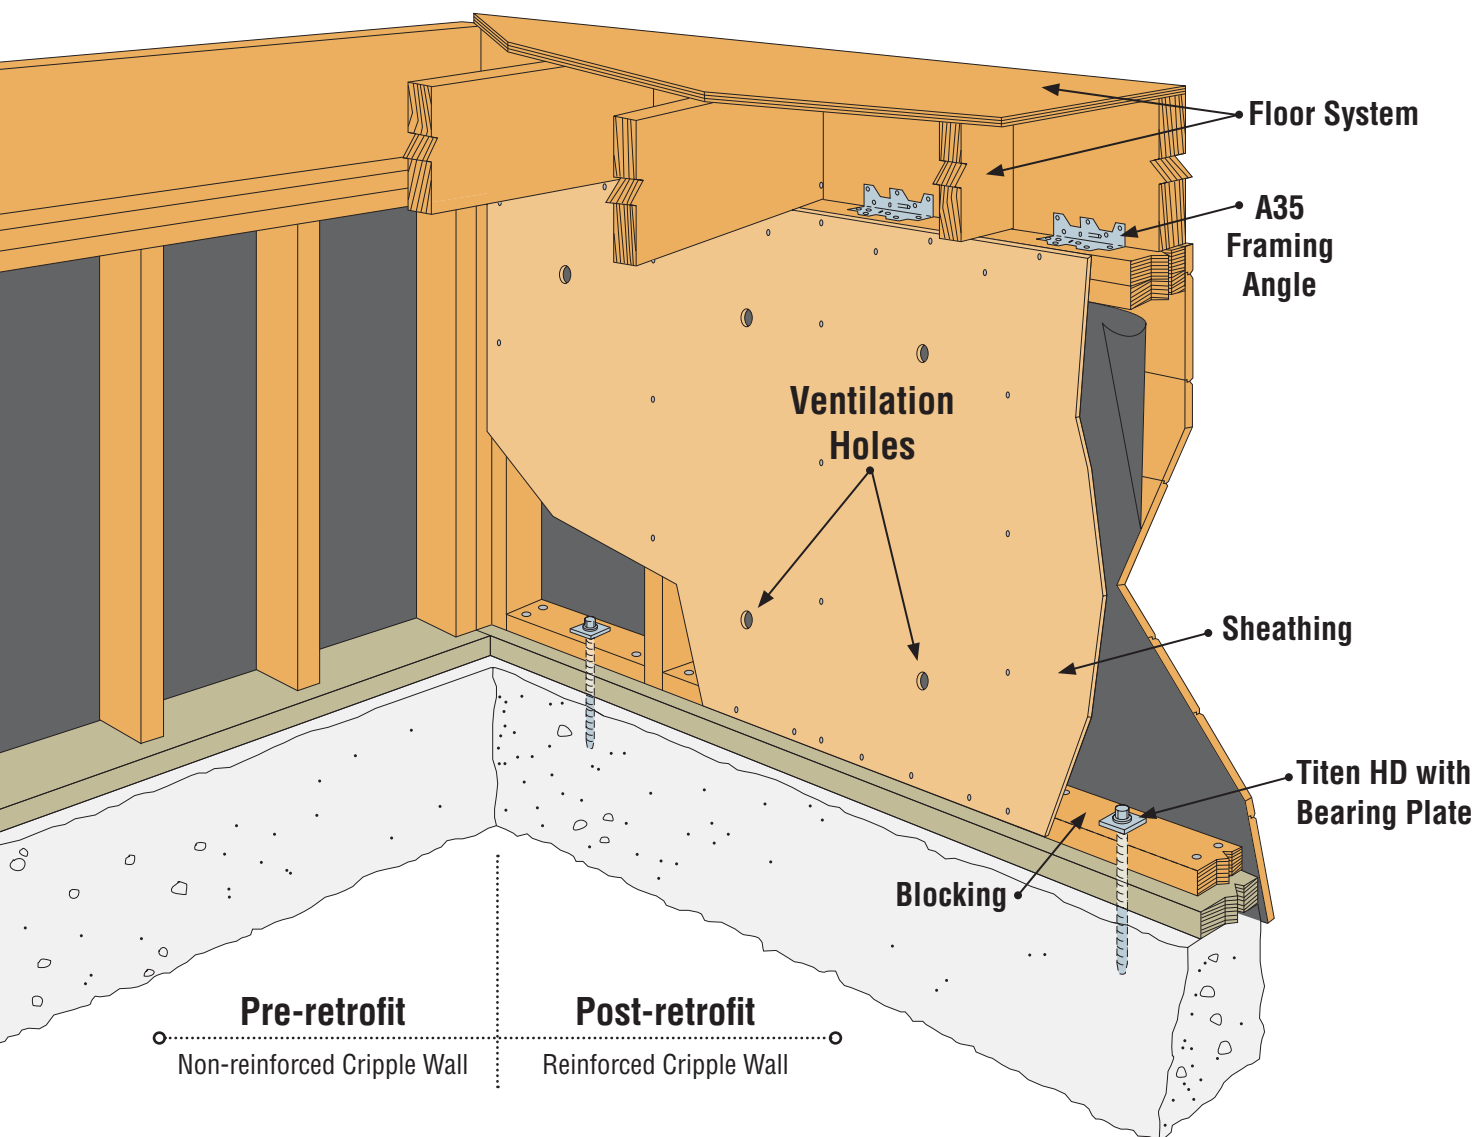 Floor System
A35
Framing
Angle
Ventilation
Holes
Sheathing
Titen HD with
Bearing Plate
Blocking
Pre-retrofit
Non-reinforced Cripple Wall
Post-retrofit
Reinforced Cripple Wall